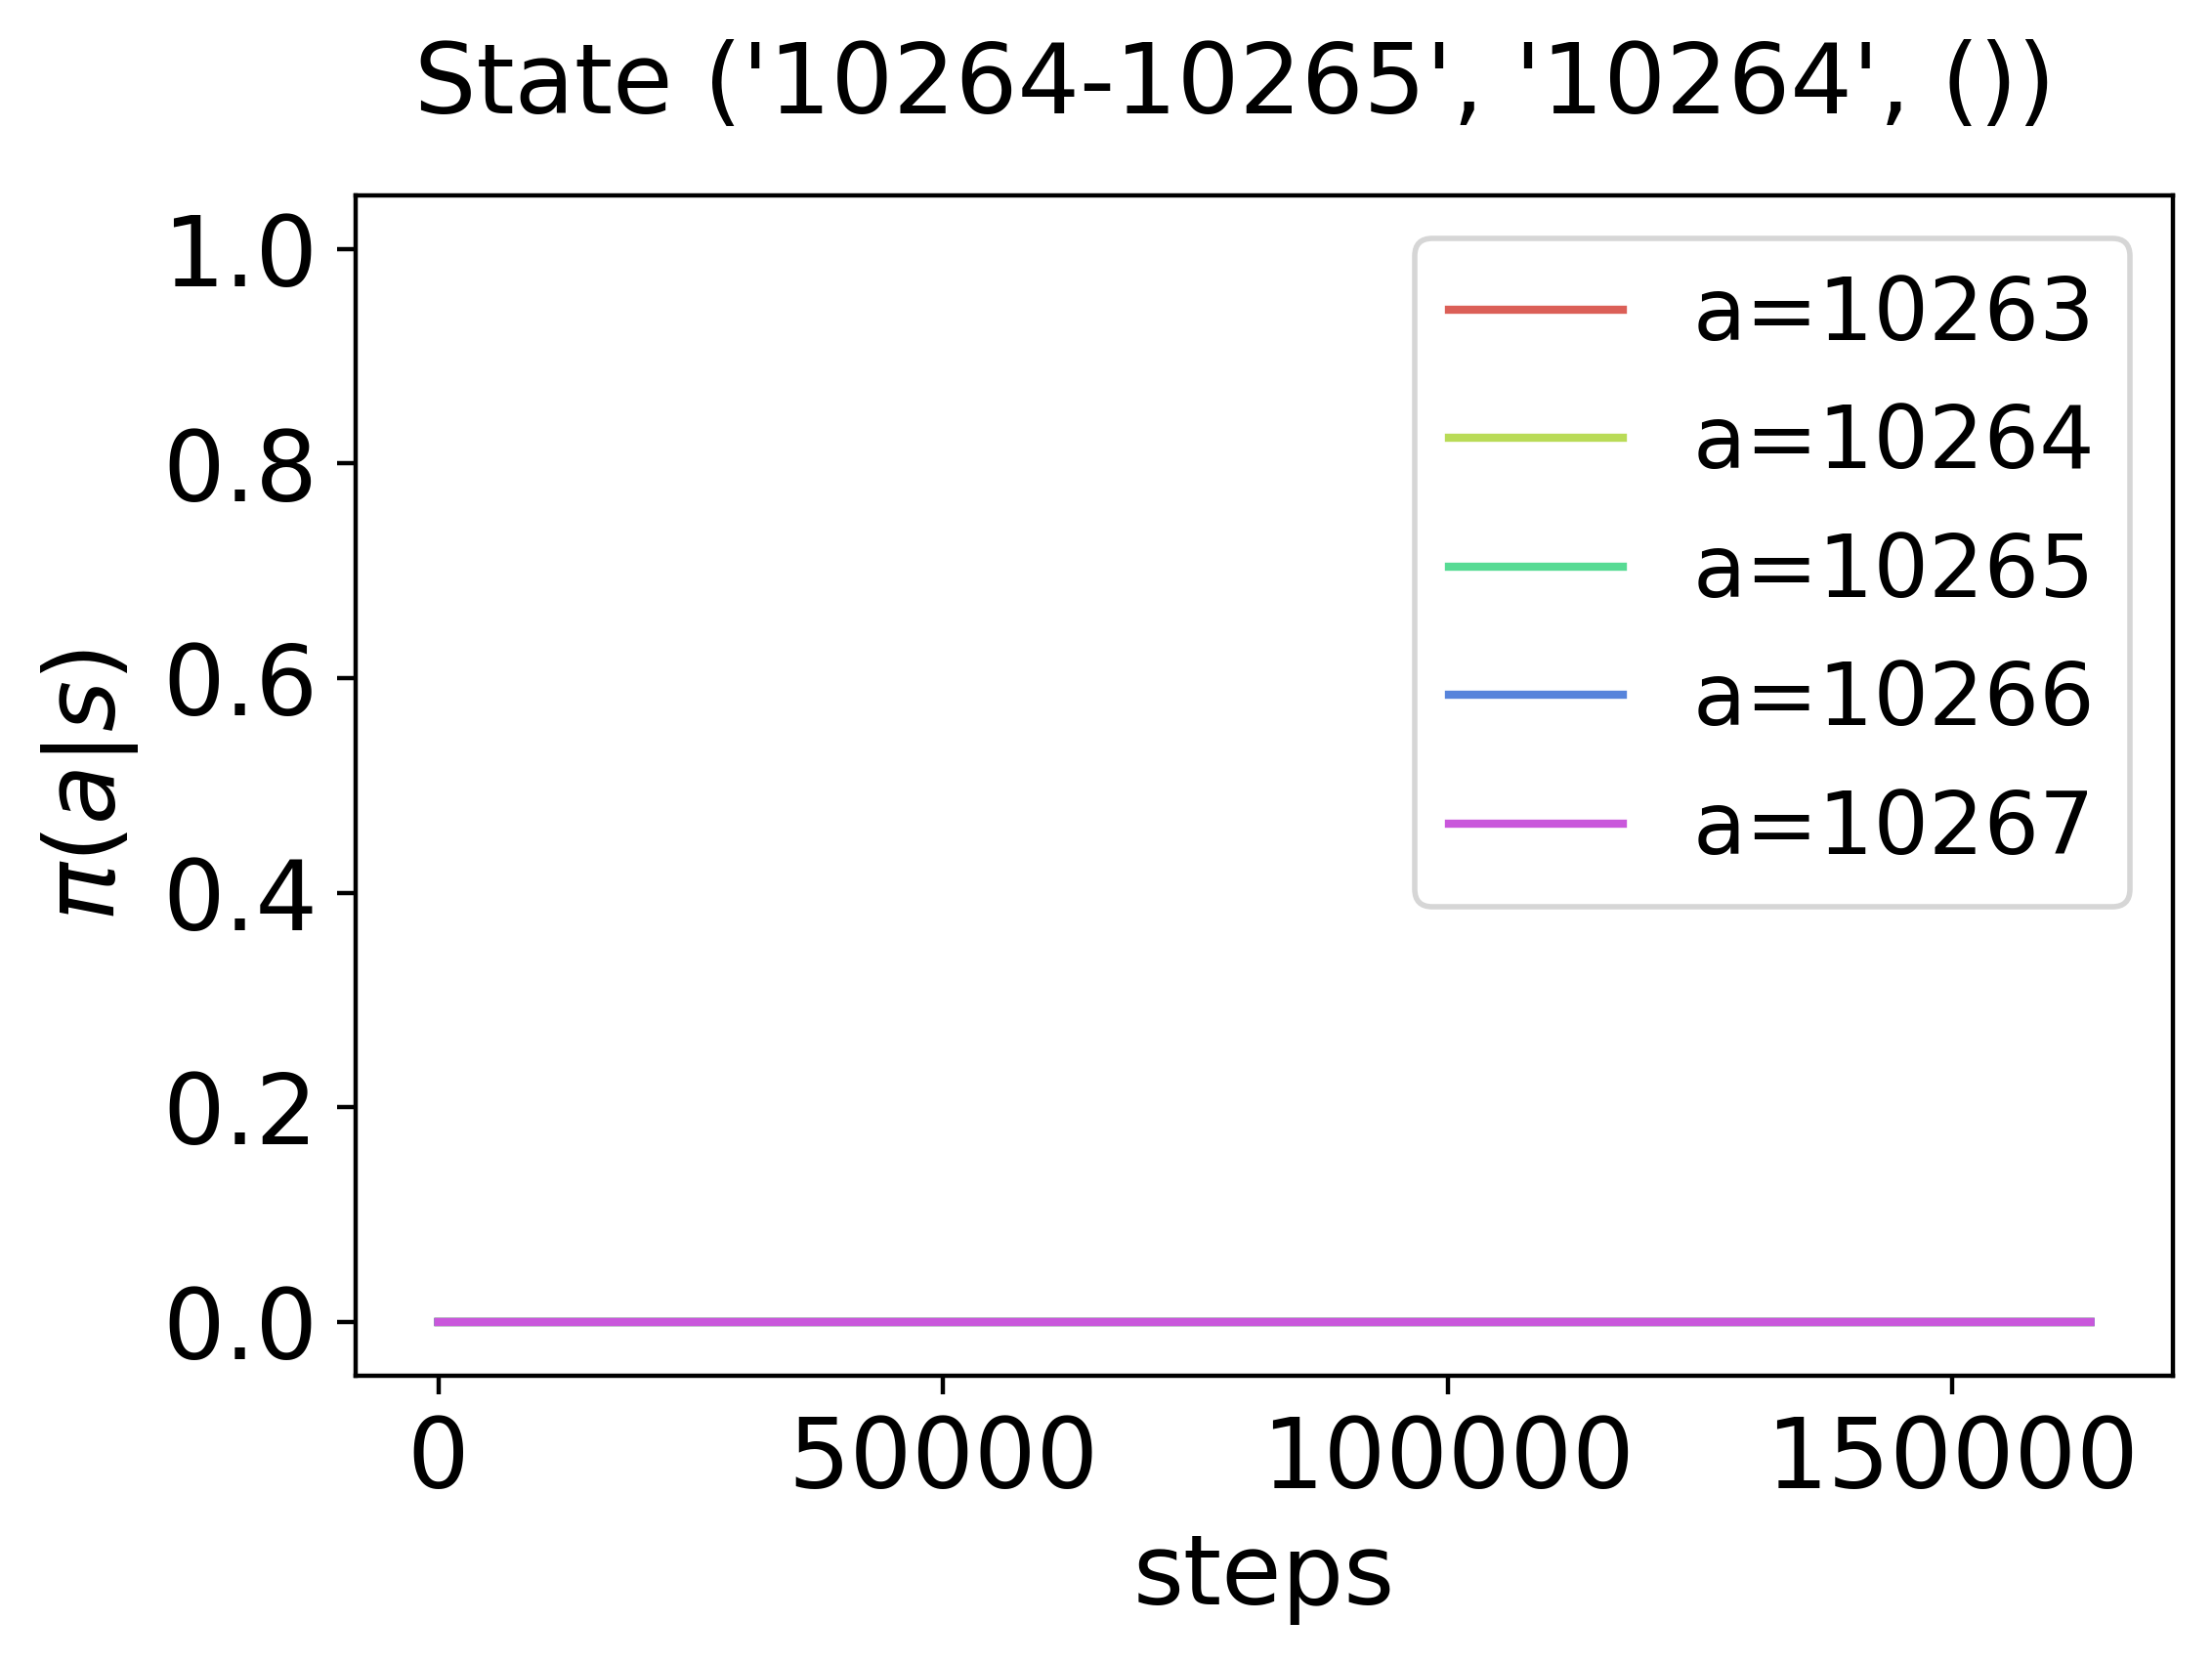 State ('10264-10265', '10264', ())
1.0
0.8
0.6
0.4
0.2
0.0
π(a|s)
a=10263
a=10264
a=10265
a=10266
a=10267
0 50000 100000 150000
steps